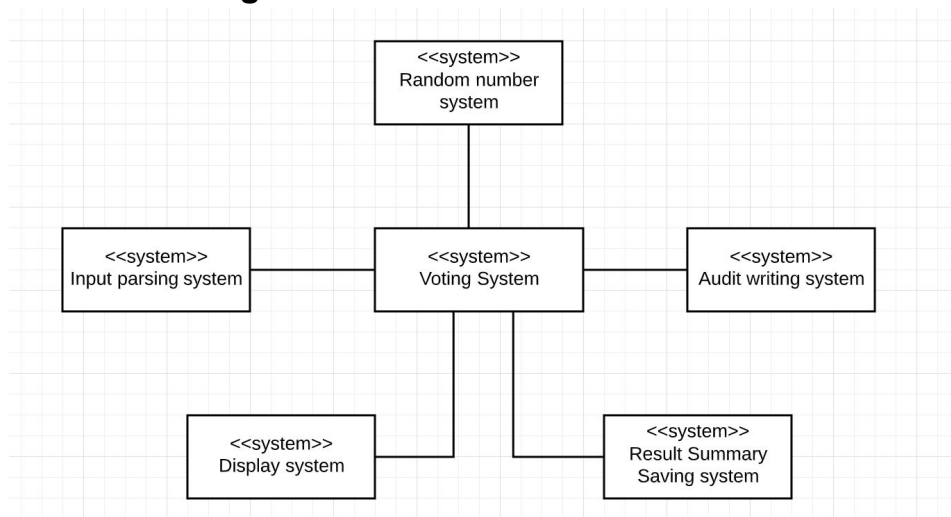 <<system>>
Random number
system
<<system>>
Input parsing system
<<system>>
Voting System
<<system>>
Audit writing system
<<system>>
Display system
<<system>>
Result Summary
Saving system